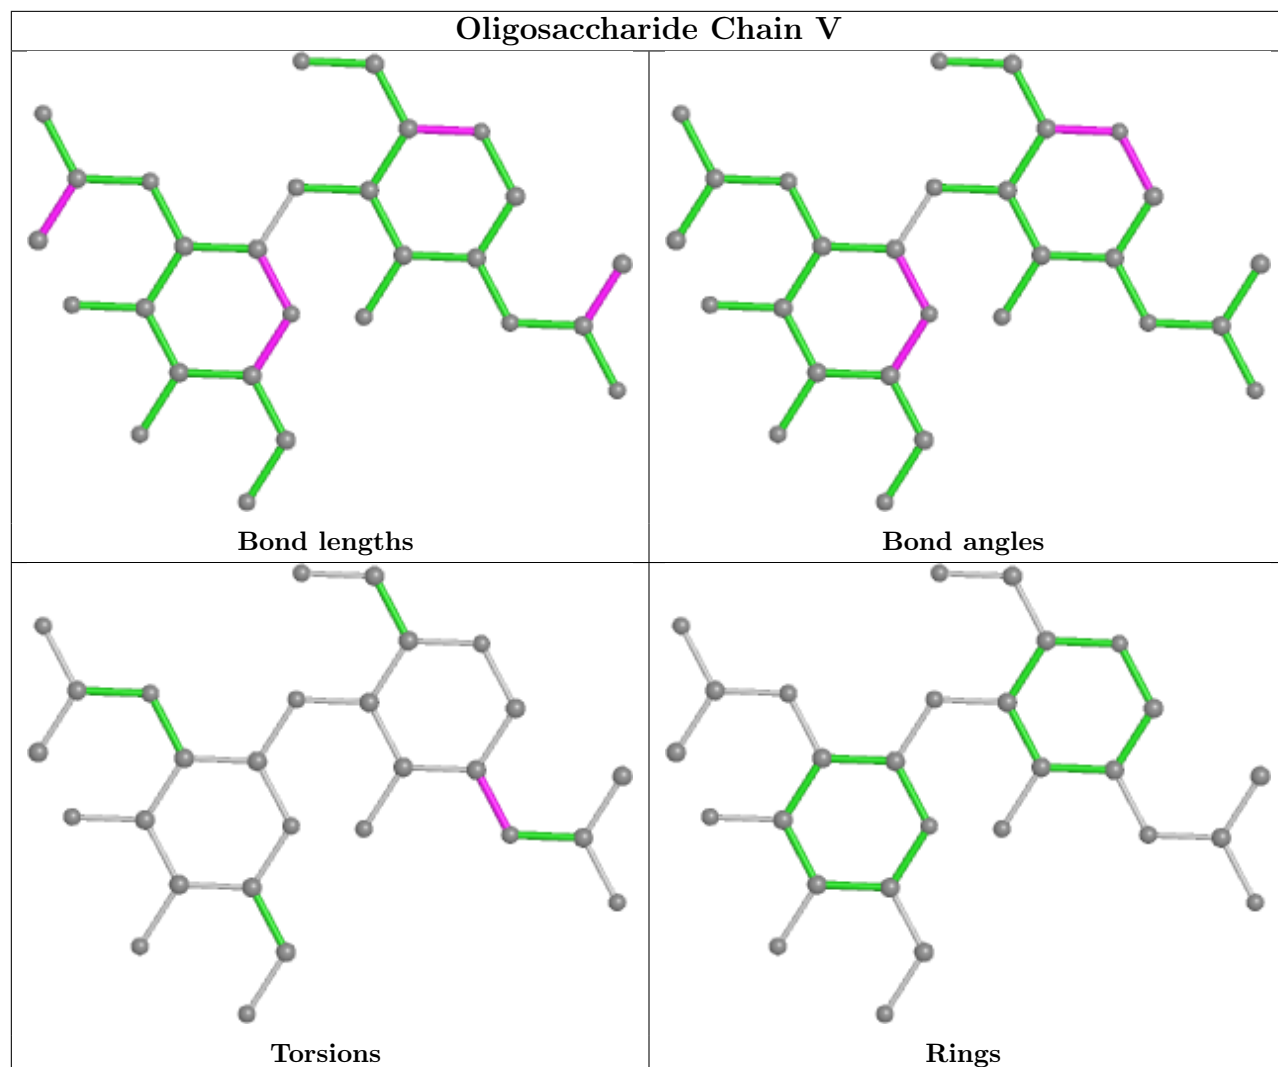 Oligosaccharide Chain V
Bond lengths
Bond angles
Torsions
Rings